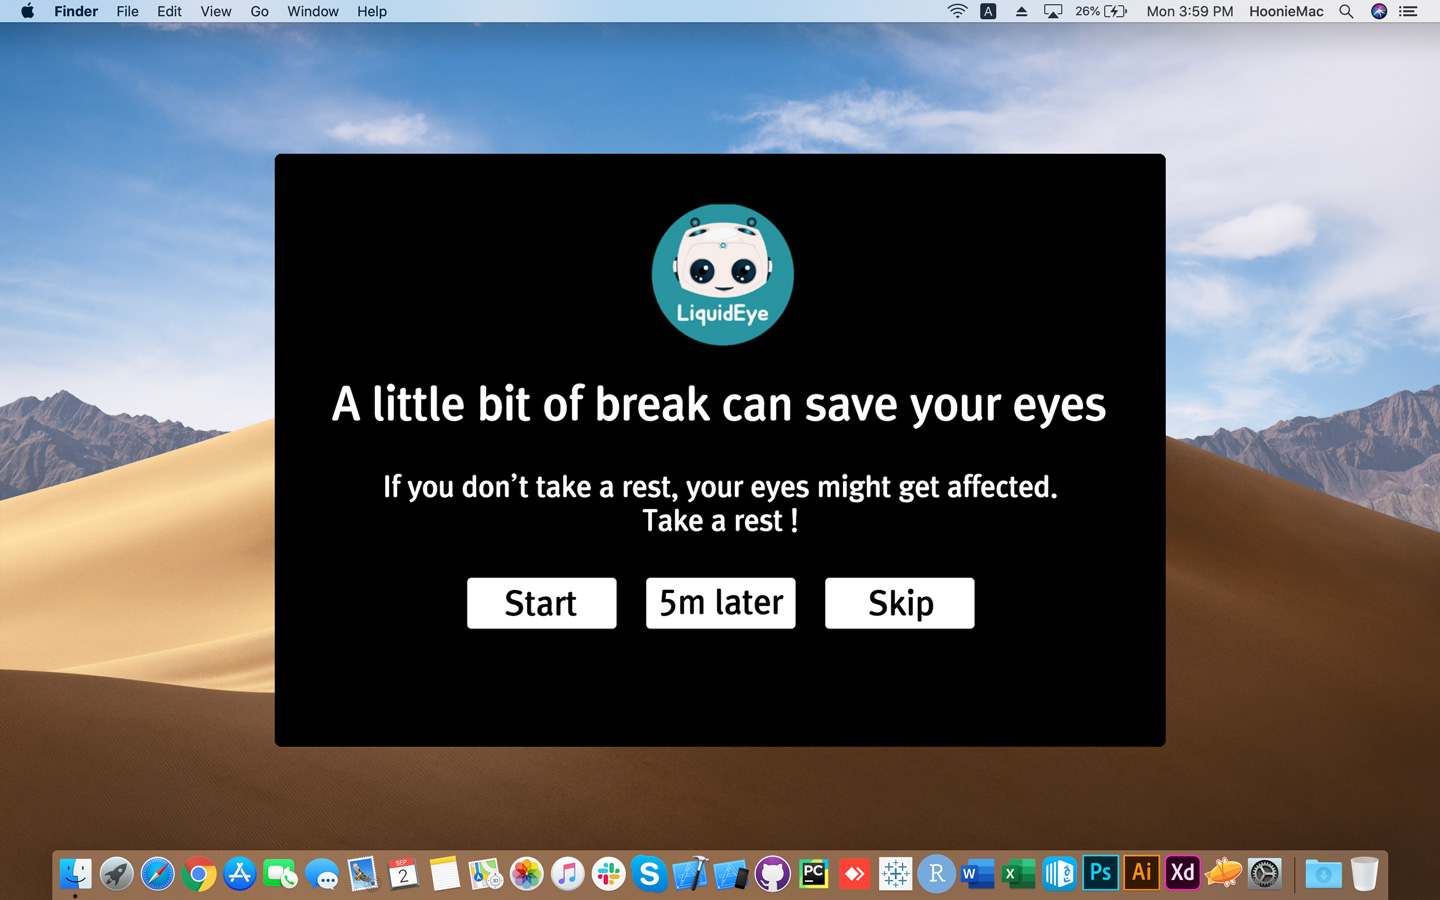 Finder File Edit View Go Window Help A 26% Mon 3:59 PM HoonieMac
LiquidEye
A little bit of break can save your eyes
If you don’t take a rest, your eyes might get affected.
Take a rest !
Start 5m later Skip
SEP
2
S
PC
R
W
X
Ps
Ai
Xd